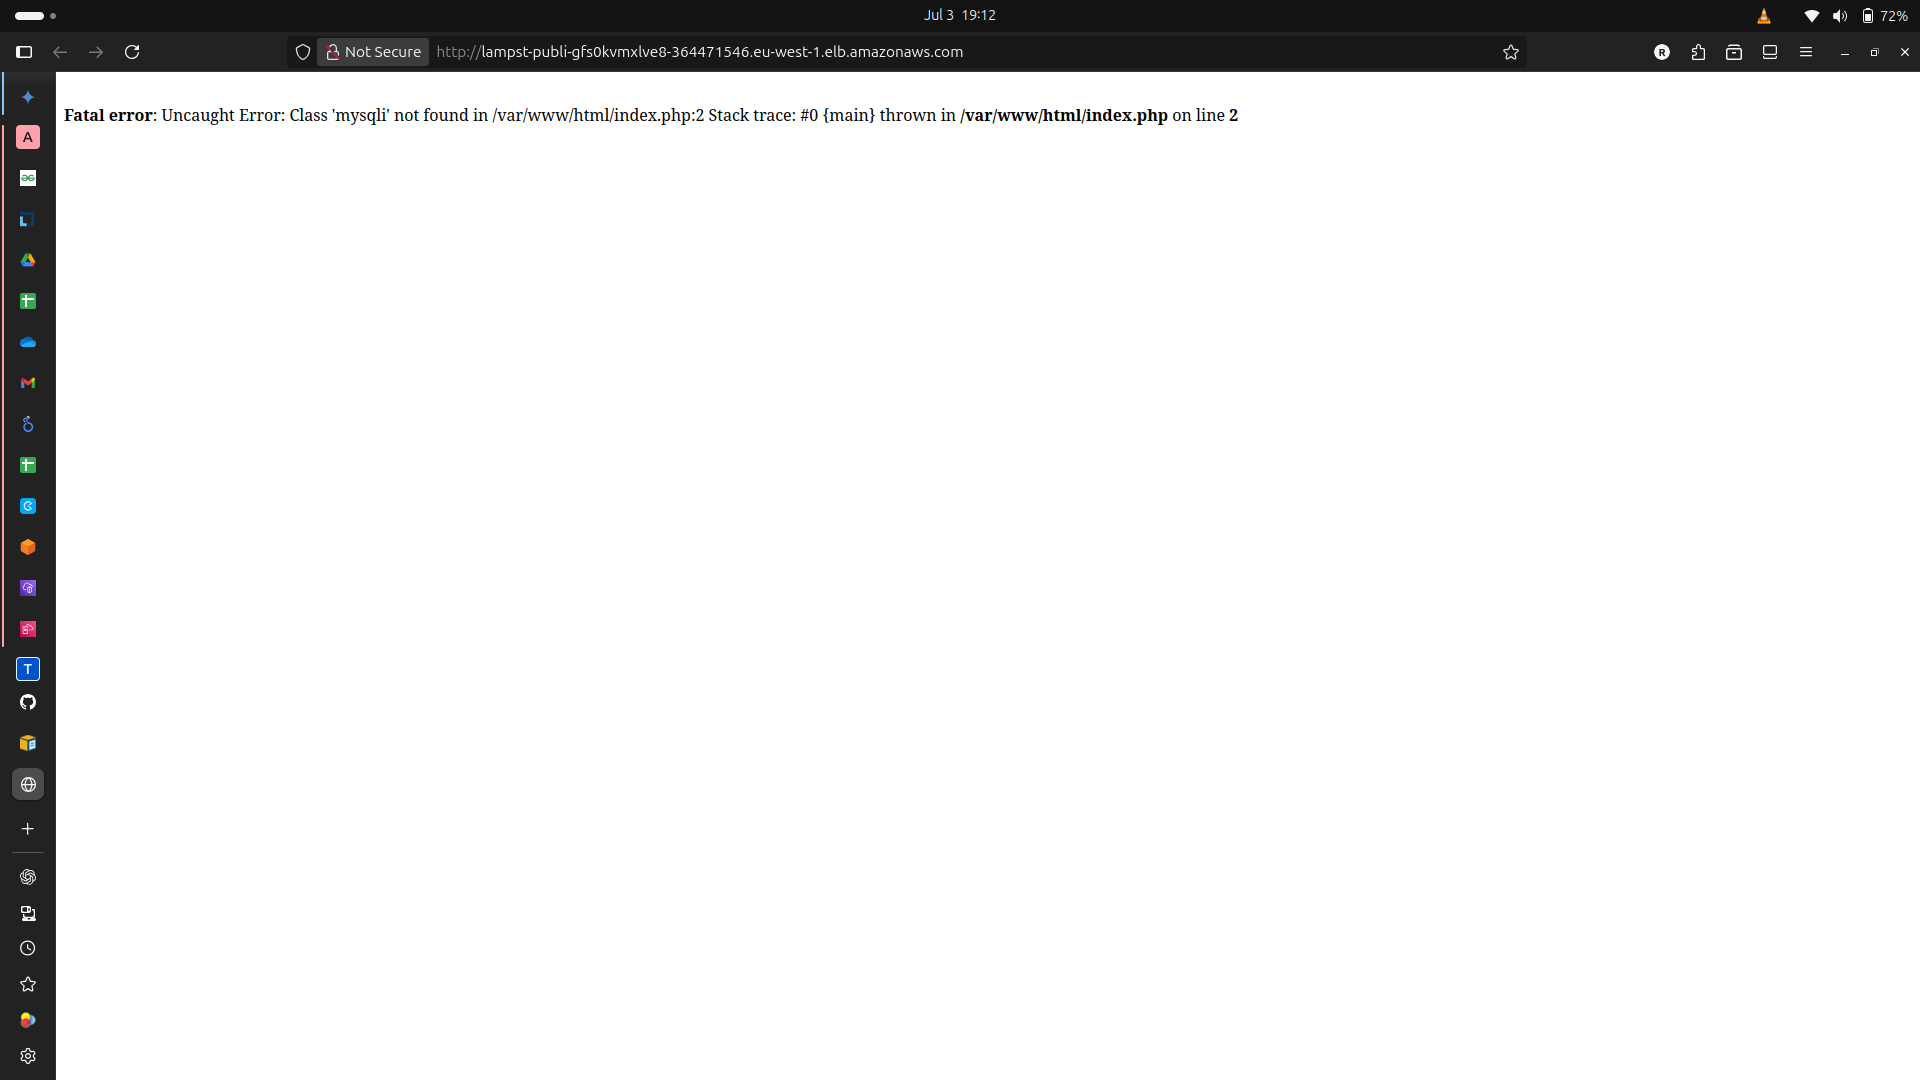 Jul 3 19:12
72%
Not Secure
http://lampst-publi-gfs0kvmxlve8-364471546.eu-west-1.elb.amazonaws.com
R
Fatal error: Uncaught Error: Class 'mysqli' not found in /var/www/html/index.php:2 Stack trace: #0 {main} thrown in /var/www/html/index.php on line 2
A
T